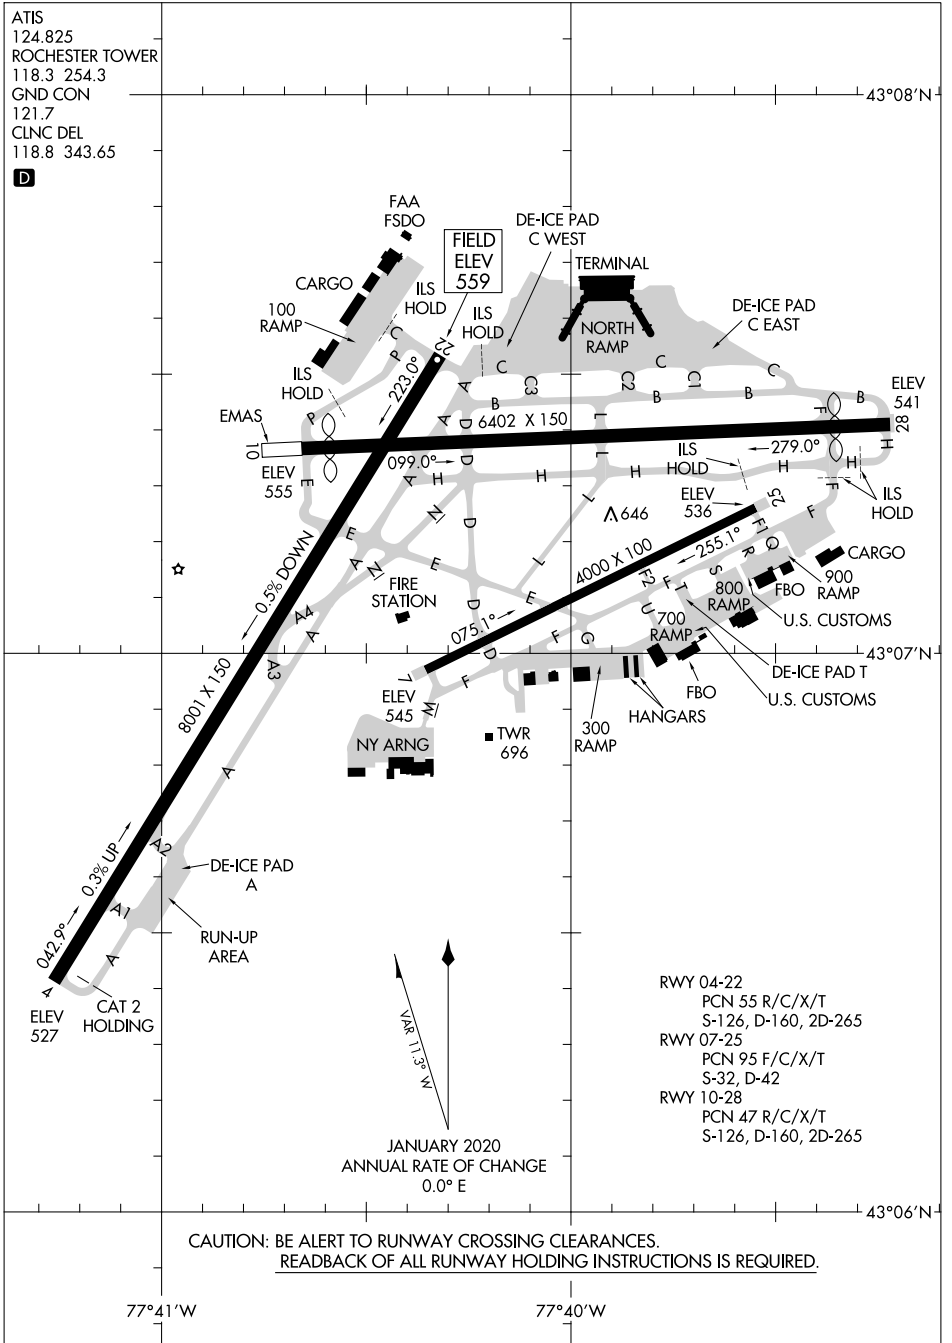 ATIS
124.825
ROCHESTER TOWER
118.3 254.3
GND CON
121.7
CLNC DEL
118.8 343.65
D
43°08'N
FAA
FSDO
FIELD
ELEV
559
DE-ICE PAD
C WEST
TERMINAL
CARGO
100
RAMP
ILS
HOLD
ILS
HOLD
NORTH
RAMP
DE-ICE PAD
C EAST
C
P
22
223.0°
ILS
HOLD
C
C
C
A
C3
C2
C1
B
B
B
P
EMAS
A
D
6402 X 150
L
F
ELEV
541
28
10
ELEV
555
099.0°
D
A
H
H
L
H
ILS
HOLD
279.0°
H
H
H
E
F
ILS
HOLD
ELEV
536
25
646
N
D
L
F1
F
G
E
A
N
E
L
4000 X 100
255.1°
R
S
CARGO
0.5% DOWN
FIRE
STATION
D
E
075.1°
F2
F
T
U
800
RAMP
FBO
900
RAMP
U.S. CUSTOMS
A4
A
F
G
700
RAMP
D
A3
7
F
DE-ICE PAD T
43°07'N
8001 X 150
ELEV
545
M
FBO
U.S. CUSTOMS
HANGARS
300
RAMP
NY ARNG
TWR
696
A
0.3% UP
A2
DE-ICE PAD
A
A1
042.9°
A
RUN-UP
AREA
4
ELEV
527
CAT 2
HOLDING
VAR 11.3° W
RWY 04-22
PCN 55 R/C/X/T
S-126, D-160, 2D-265
RWY 07-25
PCN 95 F/C/X/T
S-32, D-42
RWY 10-28
PCN 47 R/C/X/T
S-126, D-160, 2D-265
JANUARY 2020
ANNUAL RATE OF CHANGE
0.0° E
43°06'N
CAUTION: BE ALERT TO RUNWAY CROSSING CLEARANCES.
READBACK OF ALL RUNWAY HOLDING INSTRUCTIONS IS REQUIRED.
77°41'W
77°40'W